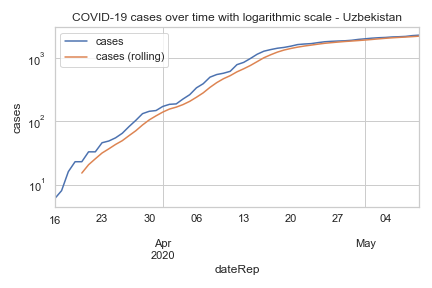 COVID-19 cases over time with logarithmic scale - Uzbekistan
cases
cases (rolling)
cases
10³
10²
10¹
16 23 30 06 13 20 27 04
Apr May
2020
dateRep